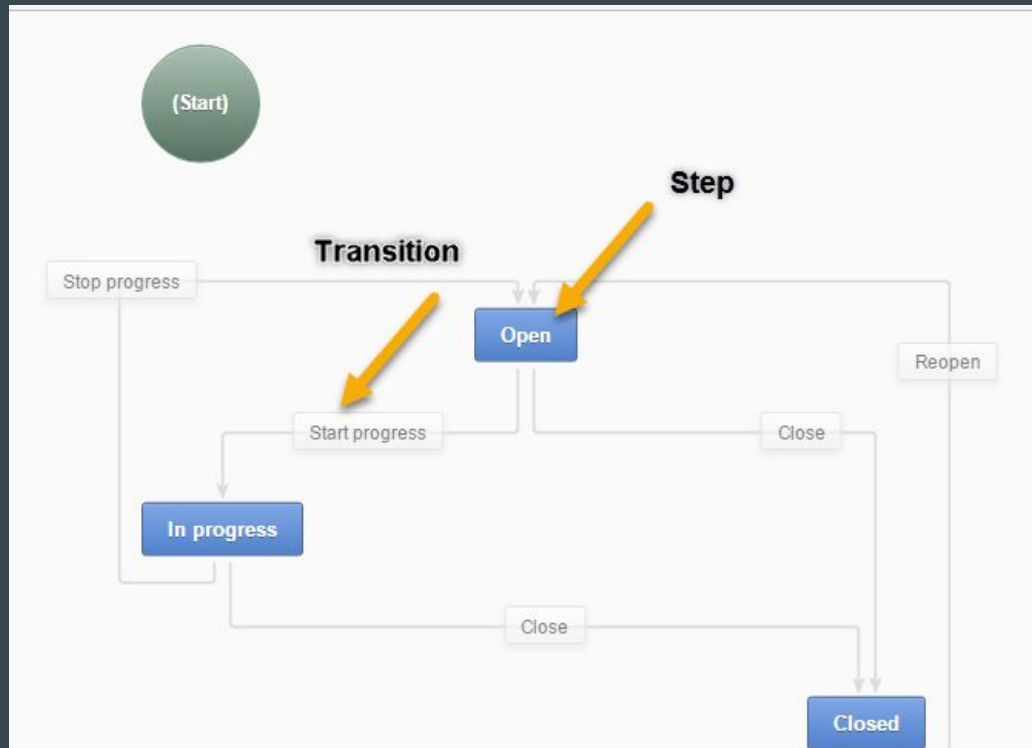 (Start)
Step
Transition
Stop progress
Open
Reopen
Start progress
Close
In progress
Close
Closed